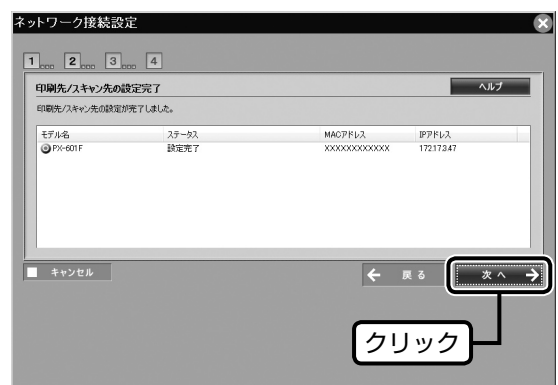 ネットワーク接続設定
1 2 3 4
印刷先/スキャン先の設定完了 ヘルプ
印刷先/スキャン先の設定が完了しました。
モデル名 ステータス MACアドレス IPアドレス
PX-601F 設定完了 XXXXXXXXXXXX 172.17.3.47
キャンセル 戻る 次へ
クリック